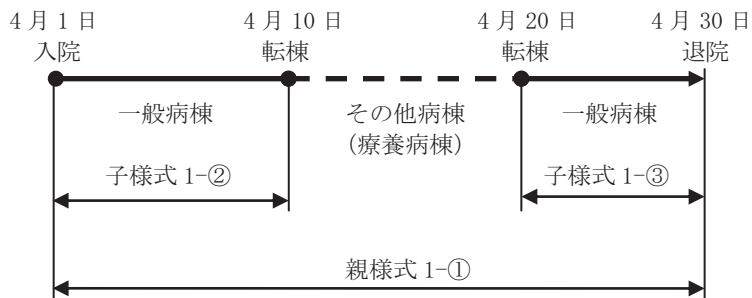 4月1日 4月10日 4月20日 4月30日
入院 転棟 転棟 退院
一般病棟 その他病棟 一般病棟
(療養病棟)
子様式 1-② 子様式 1-③
親様式 1-①